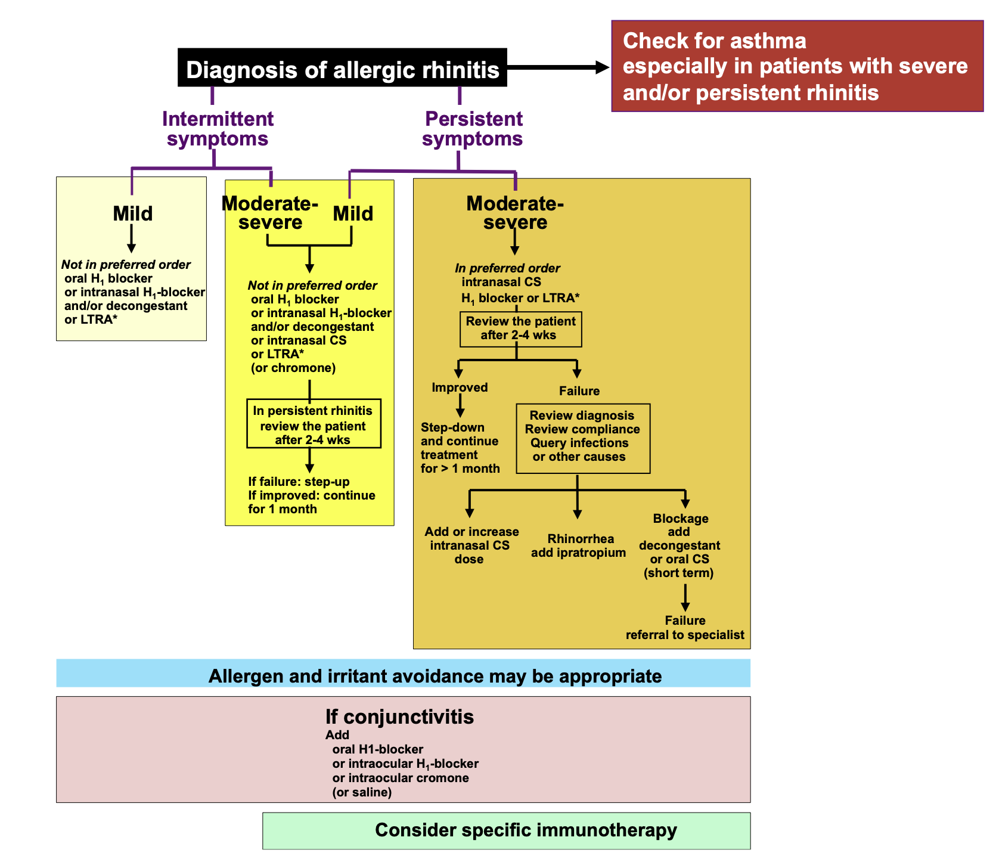 Diagnosis of allergic rhinitis
Check for asthma
especially in patients with severe
and/or persistent rhinitis
Intermittent
symptoms
Persistent
symptoms
Mild
Not in preferred order
oral H1 blocker
or intranasal H1-blocker
and/or decongestant
or LTRA*
Moderate-
severe
Mild
Not in preferred order
oral H1 blocker
or intranasal H1-blocker
and/or decongestant
or intranasal CS
or LTRA*
(or chromone)
In persistent rhinitis
review the patient
after 2-4 wks
If failure: step-up
If improved: continue
for 1 month
Moderate-
severe
In preferred order
intranasal CS
H1 blocker or LTRA*
Review the patient
after 2-4 wks
Improved
Step-down
and continue
treatment
for > 1 month
Failure
Review diagnosis
Review compliance
Query infections
or other causes
Add or increase
intranasal CS
dose
Rhinorrhea
add ipratropium
Blockage
add
decongestant
or oral CS
(short term)
Failure
referral to specialist
Allergen and irritant avoidance may be appropriate
If conjunctivitis
Add
oral H1-blocker
or intraocular H1-blocker
or intraocular cromone
(or saline)
Consider specific immunotherapy